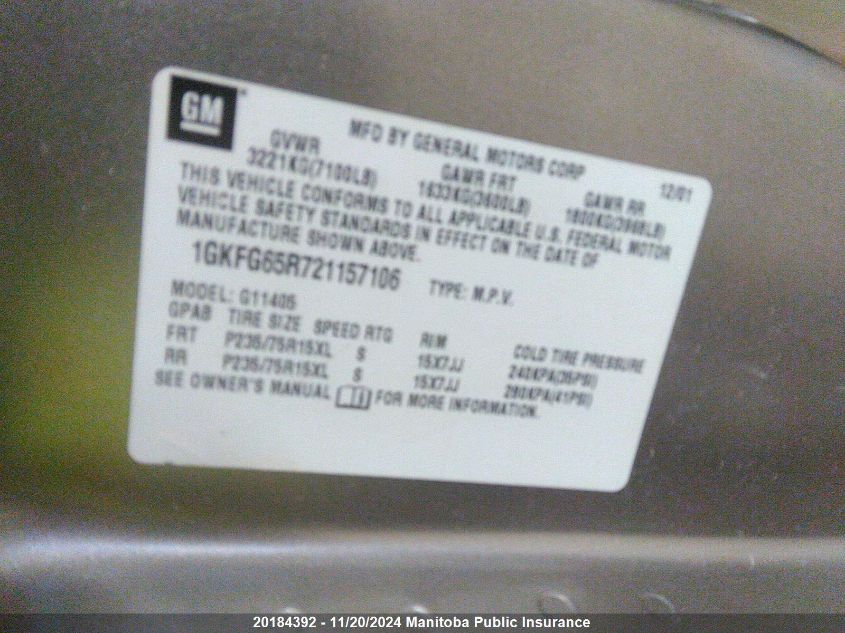 GM
MFD BY GENERAL MOTORS CORP 12/01
GVWR GAWR FRT GAWR RR
3221KG(7100LB) 1633KG(3600LB) 1800KG(3968LB)
THIS VEHICLE CONFORMS TO ALL APPLICABLE U.S. FEDERAL MOTOR
VEHICLE SAFETY STANDARDS IN EFFECT ON THE DATE OF
MANUFACTURE SHOWN ABOVE.
1GKFG65R721157106 TYPE: M.P.V.
MODEL: G11405
GPAB TIRE SIZE SPEED RTG RIM COLD TIRE PRESSURE
FRT P235/75R15XL S 15X7JJ 240KPA(35PSI)
RR P235/75R15XL S 15X7JJ 280KPA(41PSI)
SEE OWNER'S MANUAL FOR MORE INFORMATION.
20184392 - 11/20/2024 Manitoba Public Insurance